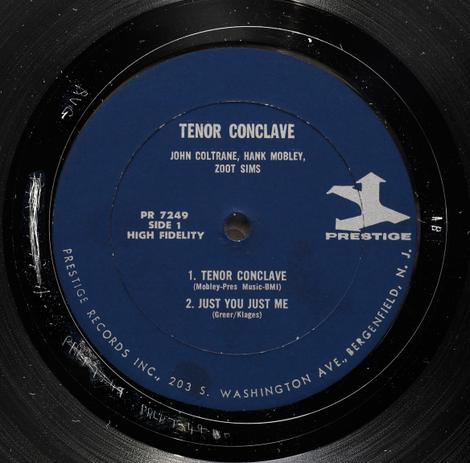 TENOR CONCLAVE
JOHN COLTRANE, HANK MOBLEY,
ZOOT SIMS
PR 7249
SIDE 1
HIGH FIDELITY
PRESTIGE
1. TENOR CONCLAVE
(Mobley-Pres Music-BMI)
2. JUST YOU JUST ME
(Greer/Klages)
PRESTIGE RECORDS INC., 203 S. WASHINGTON AVE., BERGENFIELD, N. J.
AB